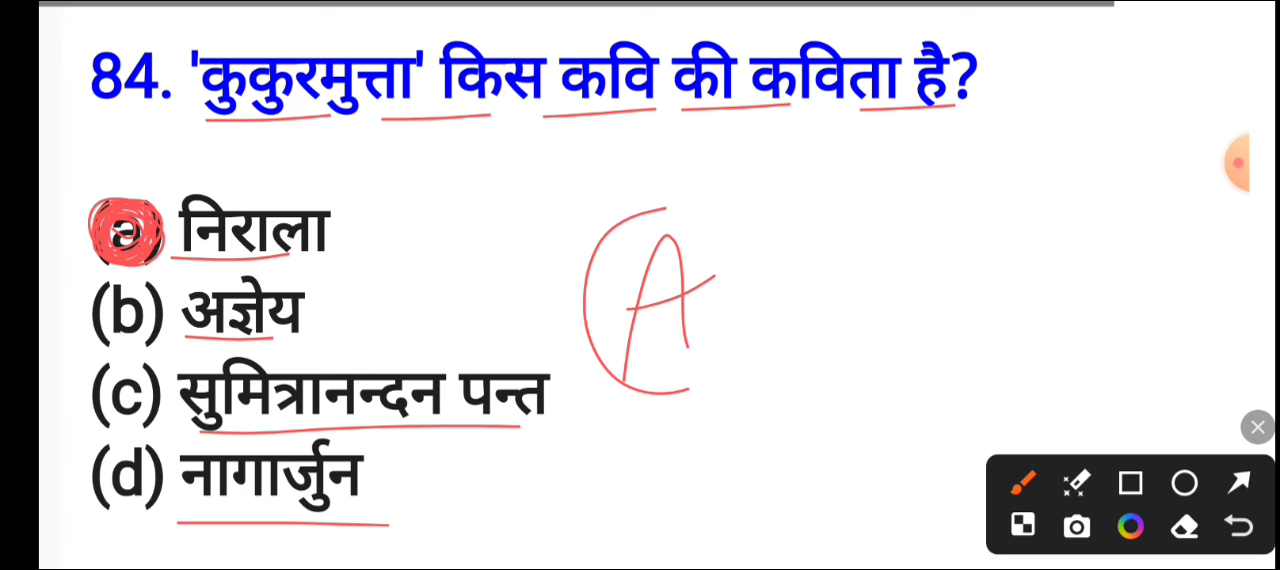 84. 'कुकुरमुत्ता' किस कवि की कविता है?
(a) निराला
(b) अज्ञेय
(c) सुमित्रानन्दन पन्त
(d) नागार्जुन
(A